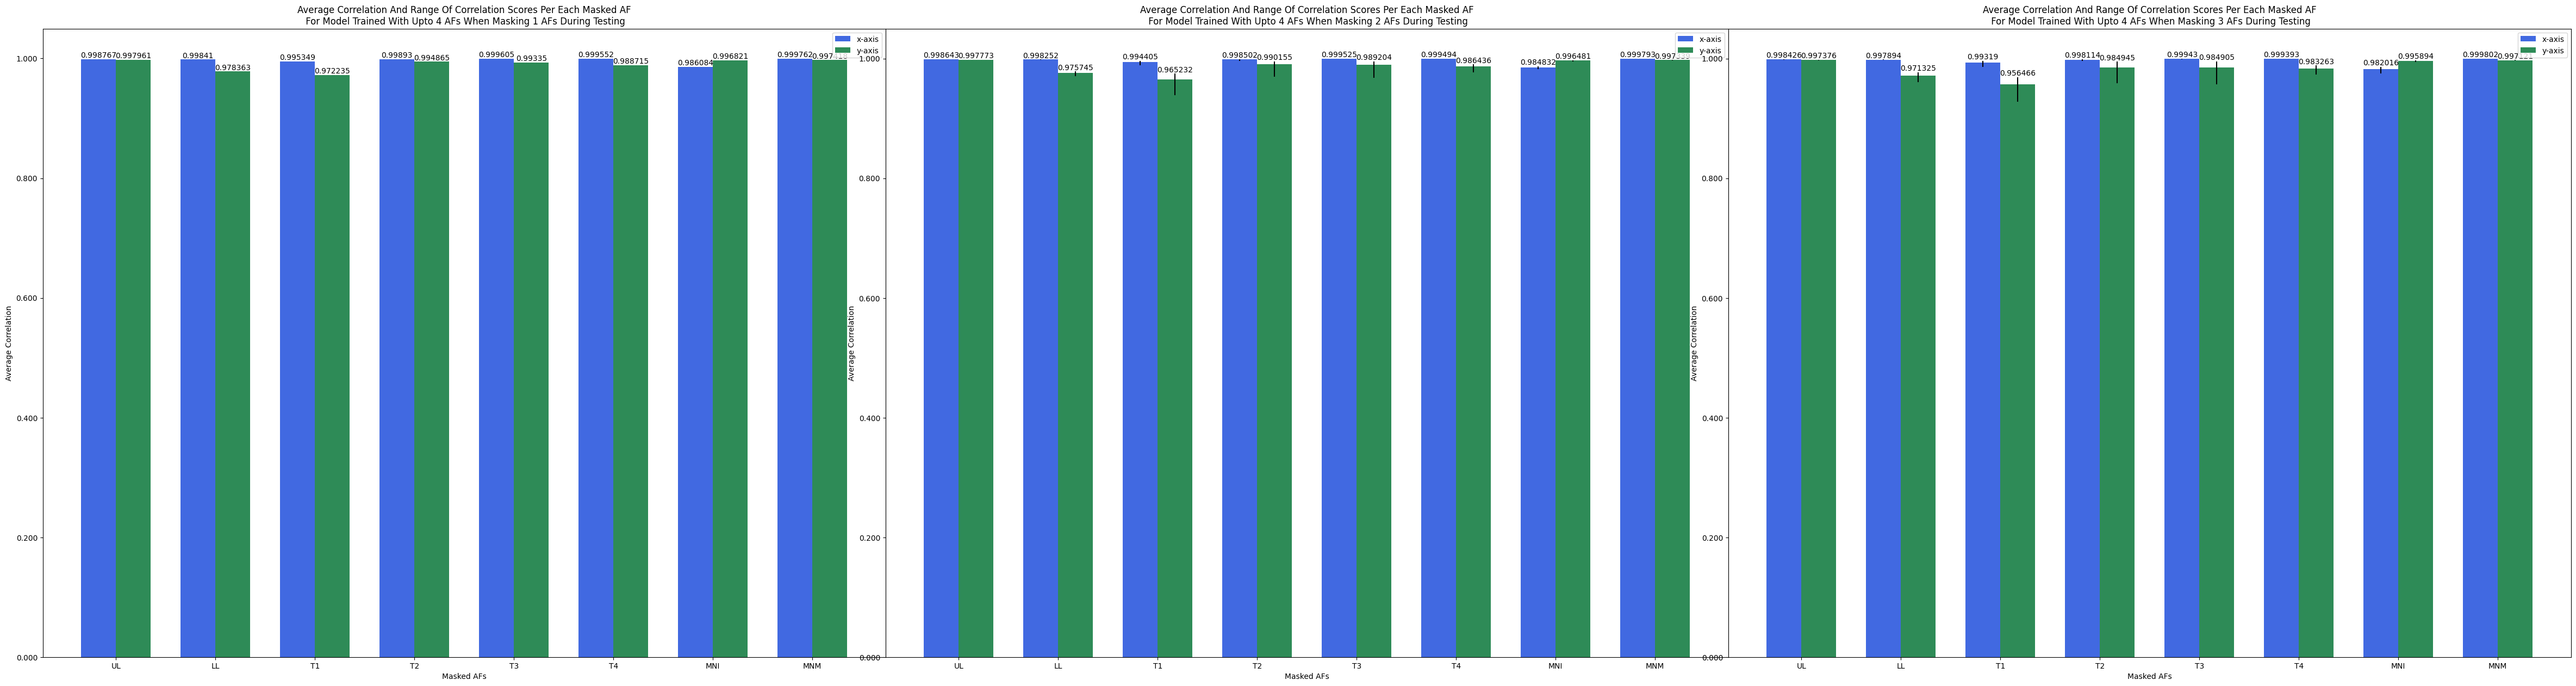 Average Correlation And Range Of Correlation Scores Per Each Masked AF
For Model Trained With Upto 4 AFs When Masking 1 AFs During Testing
x-axis
y-axis
0.998767 0.997961 0.99841 0.978363 0.995349 0.972235 0.99893 0.994865 0.999605 0.99335 0.999552 0.988715 0.986084 0.996821 0.999762
1.000
0.800
0.600
0.400
0.200
0.000
Average Correlation
UL LL T1 T2 T3 T4 MNI MNM
Masked AFs
Average Correlation And Range Of Correlation Scores Per Each Masked AF
For Model Trained With Upto 4 AFs When Masking 2 AFs During Testing
x-axis
y-axis
0.998643 0.997773 0.998252 0.975745 0.994405 0.965232 0.998502 0.990155 0.999525 0.989204 0.999494 0.986436 0.984832 0.996481 0.999793
1.000
0.800
0.600
0.400
0.200
0.000
Average Correlation
UL LL T1 T2 T3 T4 MNI MNM
Masked AFs
Average Correlation And Range Of Correlation Scores Per Each Masked AF
For Model Trained With Upto 4 AFs When Masking 3 AFs During Testing
x-axis
y-axis
0.998426 0.997376 0.997894 0.971325 0.99319 0.956466 0.998114 0.984945 0.99943 0.984905 0.999393 0.983263 0.982016 0.995894 0.999802
1.000
0.800
0.600
0.400
0.200
0.000
Average Correlation
UL LL T1 T2 T3 T4 MNI MNM
Masked AFs